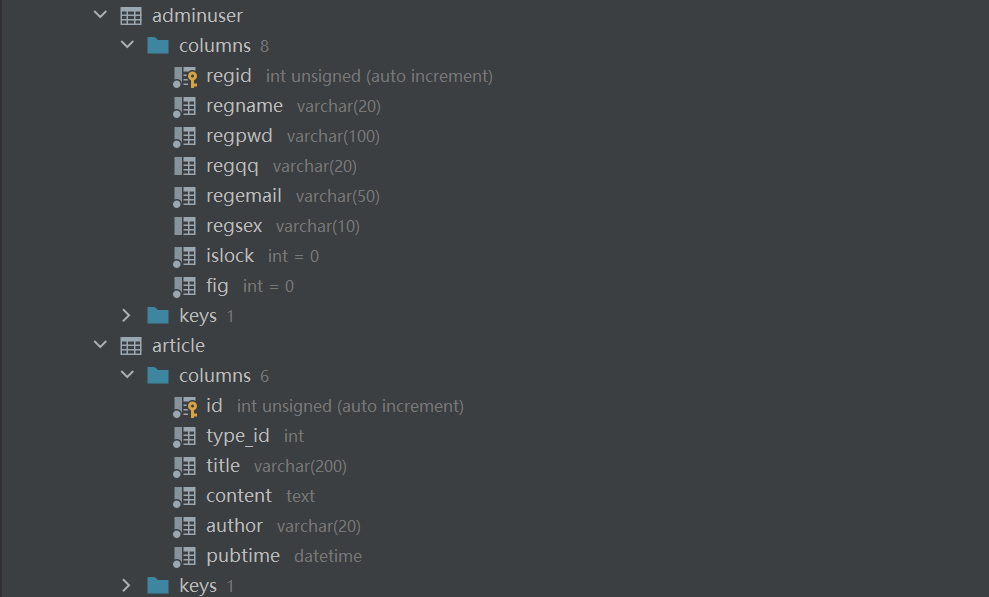 adminuser
columns 8
regid int unsigned (auto increment)
regname varchar(20)
regpwd varchar(100)
regqq varchar(20)
regemail varchar(50)
regsex varchar(10)
islock int = 0
fig int = 0
keys 1
article
columns 6
id int unsigned (auto increment)
type_id int
title varchar(200)
content text
author varchar(20)
pubtime datetime
keys 1